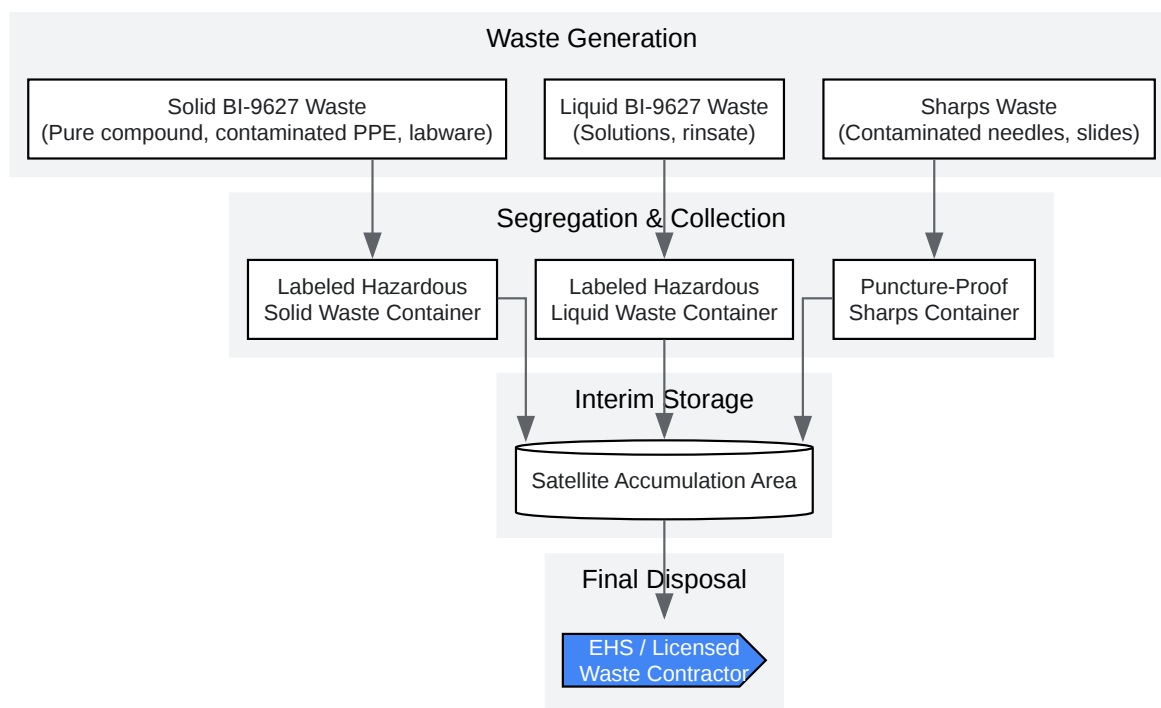 Waste Generation
Solid BI-9627 Waste
(Pure compound, contaminated PPE, labware)
Liquid BI-9627 Waste
(Solutions, rinsate)
Sharps Waste
(Contaminated needles, slides)
Segregation & Collection
Labeled Hazardous
Solid Waste Container
Labeled Hazardous
Liquid Waste Container
Puncture-Proof
Sharps Container
Interim Storage
Satellite Accumulation Area
Final Disposal
EHS / Licensed
Waste Contractor